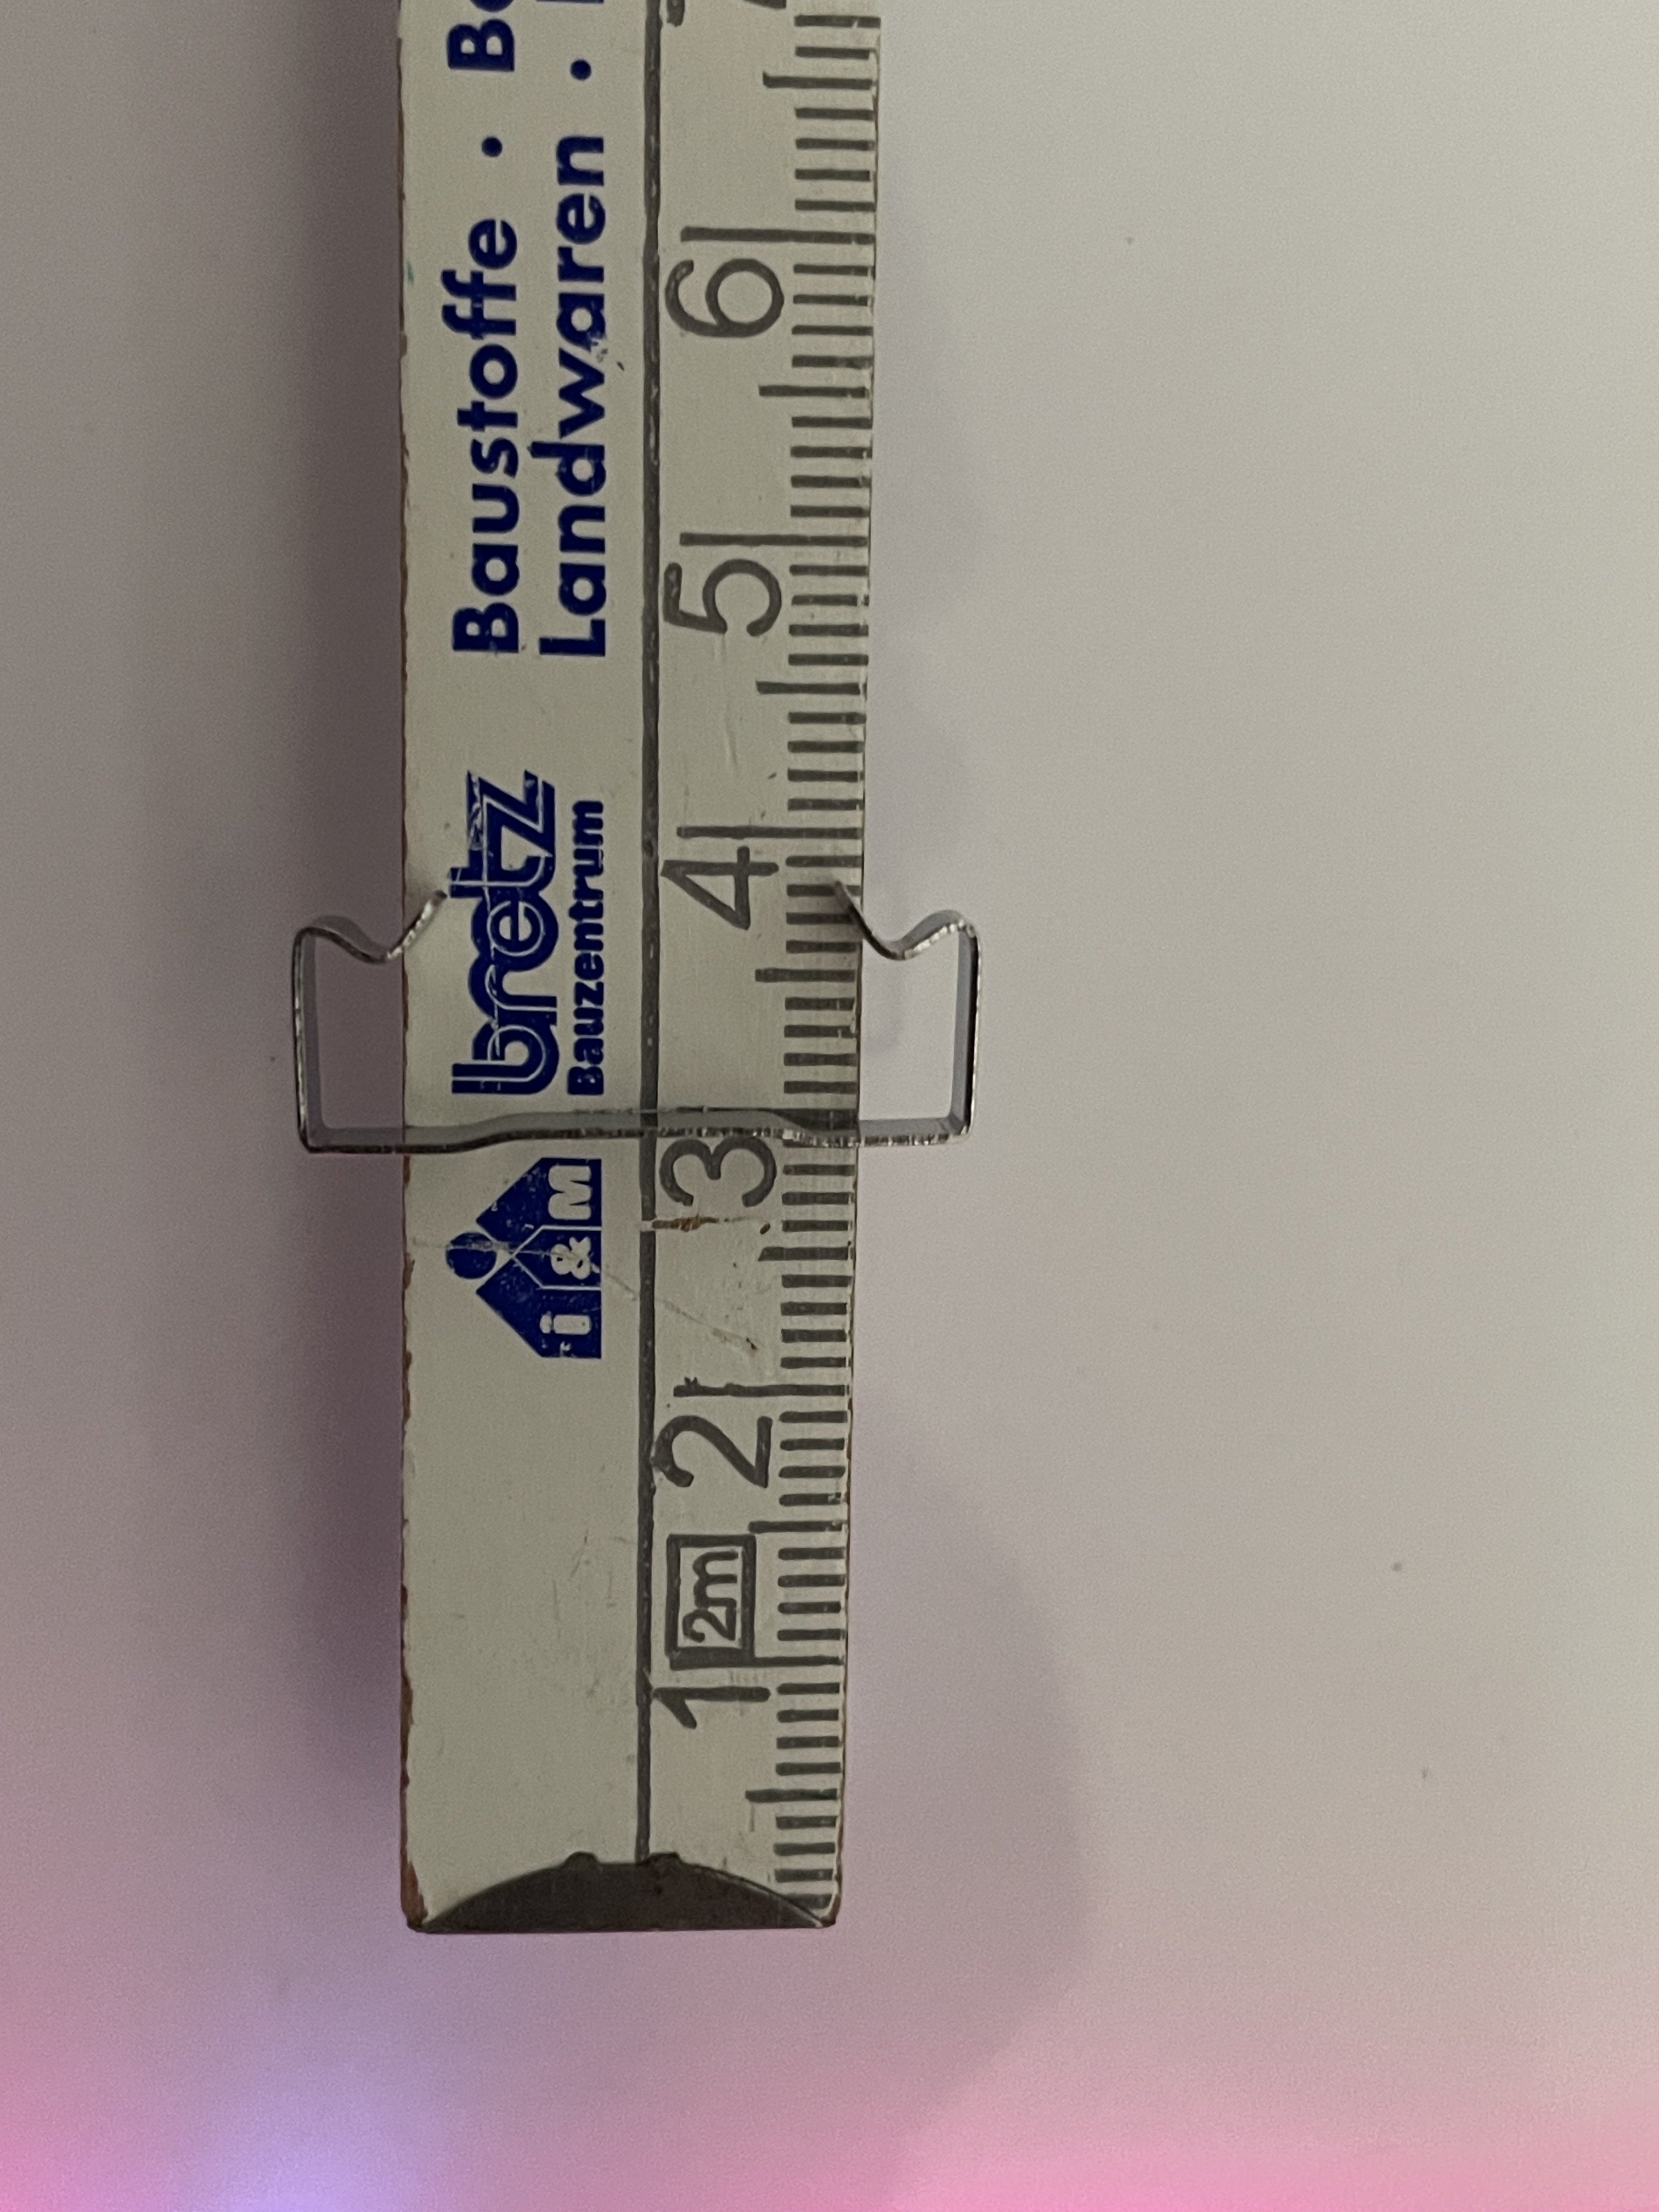 i&M
bretz
Bauzentrum
Baustoffe ·
Landwaren ·
1
2m
2
3
4
5
6